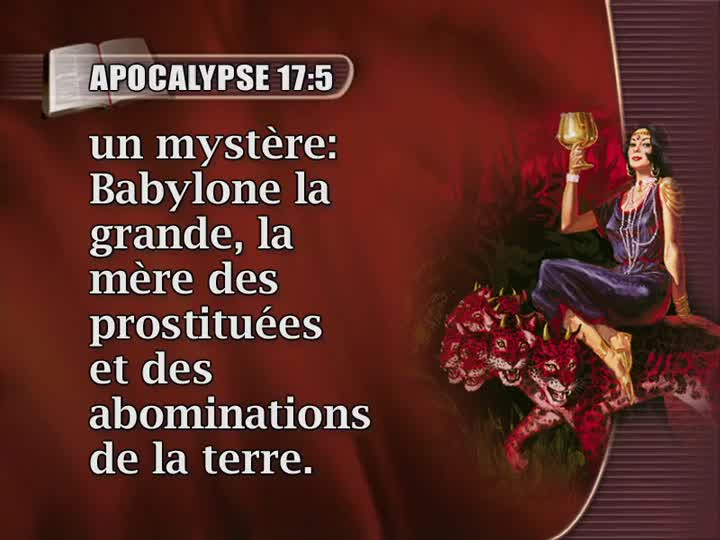 APOCALYPSE 17:5
un mystère:
Babylone la
grande, la
mère des
prostituées
et des
abominations
de la terre.